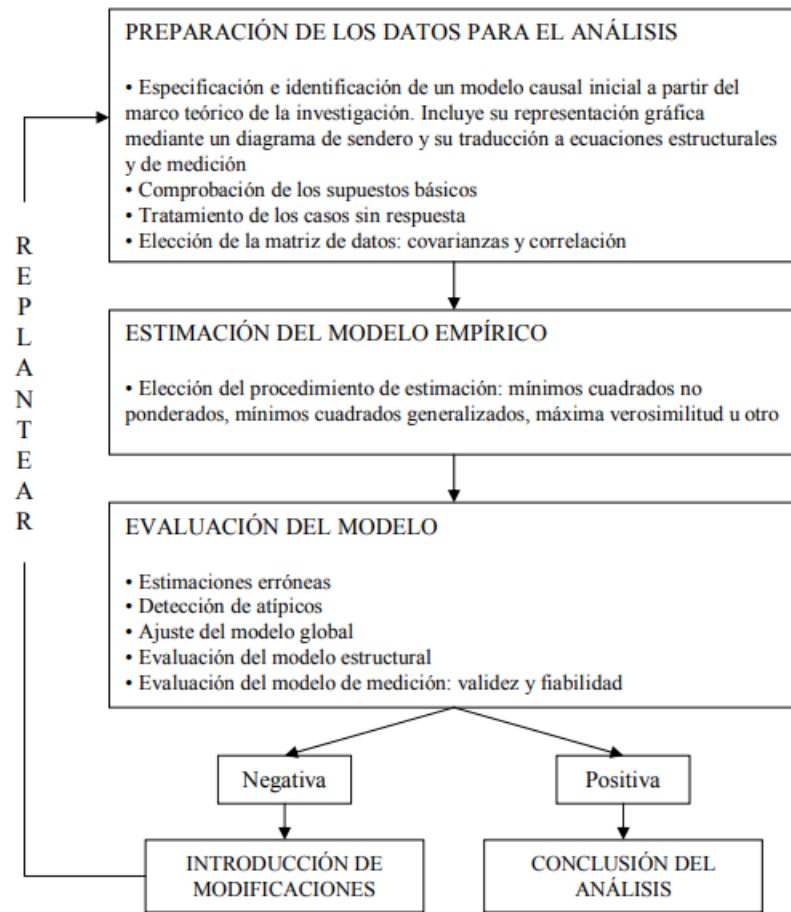 PREPARACIÓN DE LOS DATOS PARA EL ANÁLISIS
• Especificación e identificación de un modelo causal inicial a partir del
marco teórico de la investigación. Incluye su representación gráfica
mediante un diagrama de sendero y su traducción a ecuaciones estructurales
y de medición
• Comprobación de los supuestos básicos
• Tratamiento de los casos sin respuesta
• Elección de la matriz de datos: covarianzas y correlación
REPLANTEAR
ESTIMACIÓN DEL MODELO EMPÍRICO
• Elección del procedimiento de estimación: mínimos cuadrados no
ponderados, mínimos cuadrados generalizados, máxima verosimilitud u otro
EVALUACIÓN DEL MODELO
• Estimaciones erróneas
• Detección de atípicos
• Ajuste del modelo global
• Evaluación del modelo estructural
• Evaluación del modelo de medición: validez y fiabilidad
Negativa
Positiva
INTRODUCCIÓN DE
MODIFICACIONES
CONCLUSIÓN DEL
ANÁLISIS